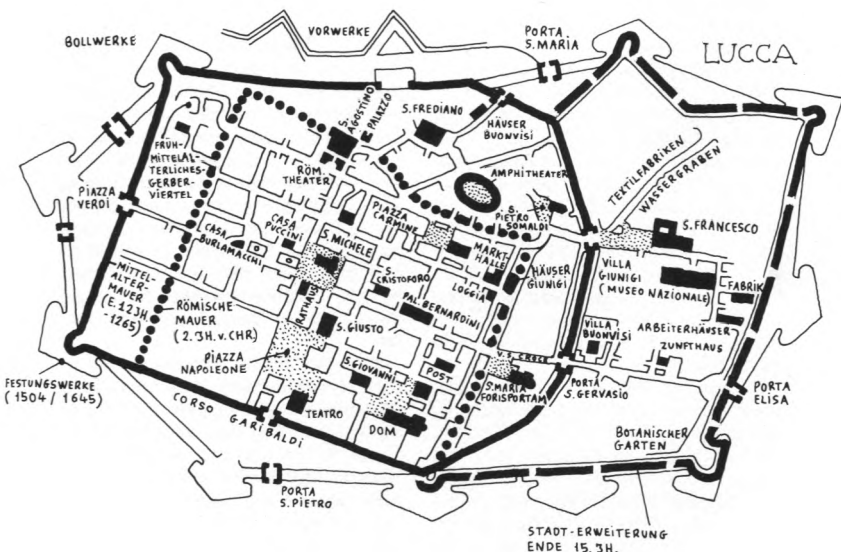 BOLLWERKE
VORWERKE
PORTA
S. MARIA
LUCCA
S. AGOSTINO
PALAZZO
S. FREDIANO
HÄUSER
BUONVISI
FRÜH-
MITTELAL-
TERLICHES-
GERBER-
VIERTEL
RÖM.
THEATER
AMPHITHEATER
TEXTILFABRIKEN
WASSERGRABEN
PIAZZA
VERDI
CASA
BURLAMACCHI
CASA
PUCCINI
S. MICHELE
PIAZZA
CARMINE
S.
PIETRO
SOMALDI
S. FRANCESCO
MARKT-
HALLE
LOGGIA
HÄUSER
GIUNIGI
VILLA
GIUNIGI
(MUSEO NAZIONALE)
FABRIK
MITTEL-
ALTER-
MAUER
(E. 12 JH.
-1265)
RÖMISCHE
MAUER
(2. JH. v. CHR)
RATHAUS
S.
CRISTOFORO
PAL. BERNARDINI
S. GIUSTO
VILLA
BUONVISI
ARBEITERHÄUSER
ZUNFTHAUS
PIAZZA
NAPOLEONE
S. GIOVANNI
POST
V. S. CROCE
S. MARIA
FORISPORTAM
PORTA
S. GERVASIO
PORTA
ELISA
FESTUNGSWERKE
(1504 / 1645)
CORSO GARIBALDI
TEATRO
DOM
BOTANISCHER
GARTEN
PORTA
S. PIETRO
STADT-ERWEITERUNG
ENDE 15. JH.